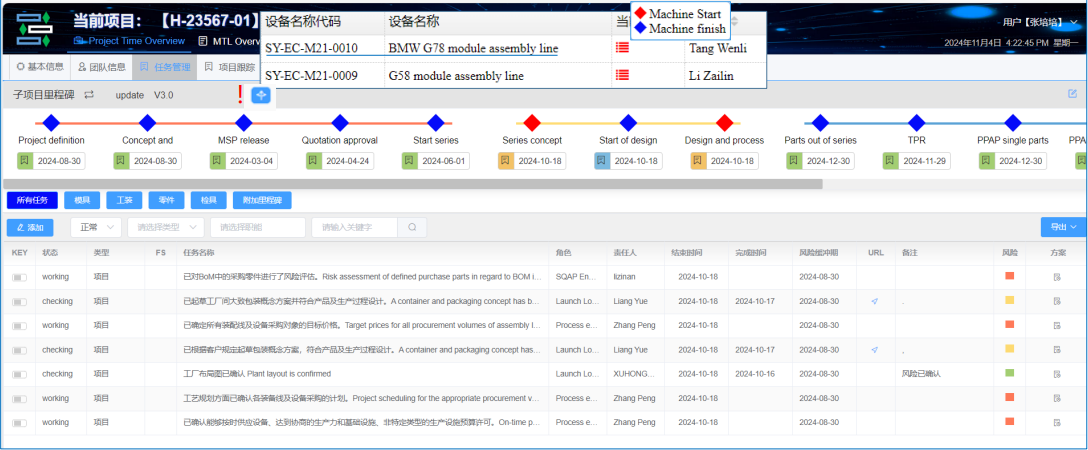 当前项目： 【H-23567-01】
Project Time Overview MTL Overv
设备名称代码 设备名称 当
SY-EC-M21-0010 BMW G78 module assembly line Tang Wenli
SY-EC-M21-0009 G58 module assembly line Li Zailin
Machine Start
Machine finish
用户【张培培】
2024年11月4日 4:22:45 PM 星期一
基本信息 团队信息 任务管理 项目跟踪
子项目里程碑 update V3.0 !
Project definition Concept and MSP release Quotation approval Start series Series concept Start of design Design and process Parts out of series TPR PPAP single parts PPA
2024-08-30 2024-08-30 2024-03-04 2024-04-24 2024-06-01 2024-10-18 2024-10-18 2024-10-18 2024-12-30 2024-11-29 2024-12-30
所有任务 模具 工装 零件 检具 附加里程碑
添加 正常 请选择类型 请选择职能 请输入关键字 导出
KEY 状态 类型 FS 任务名称 角色 责任人 结束时间 完成时间 风险缓冲期 URL 备注 风险 方案
working 项目 已对BoM中的采购零件进行了风险评估。Risk assessment of defined purchase parts in regard to BOM i... SQAP En... lizinan 2024-10-18 2024-08-30
checking 项目 已起草工厂间大致包装概念方案并符合产品及生产过程设计。A container and packaging concept has b... Launch Lo... Liang Yue 2024-10-18 2024-10-17 2024-08-30 .
working 项目 已确定所有装配线及设备采购对象的目标价格。Target prices for all procurement volumes of assembly l... Process e... Zhang Peng 2024-10-18 2024-08-30
checking 项目 已根据客户规定起草包装概念方案，符合产品及生产过程设计。A container and packaging concept has... Launch Lo... Liang Yue 2024-10-18 2024-10-17 2024-08-30 .
checking 项目 工厂布局图已确认 Plant layout is confirmed Launch Lo... XUHONG... 2024-10-18 2024-10-16 2024-08-30 风险已确认
working 项目 工艺规划方面已确认各装备线及设备采购的计划。Project scheduling for the appropriate procurement v... Process e... Zhang Peng 2024-10-18 2024-08-30
working 项目 已确认能够按时供应设备、达到协商的生产力和基础设施、非特定类型的生产设施预算许可。On-time p... Process e... Zhang Peng 2024-10-18 2024-08-30